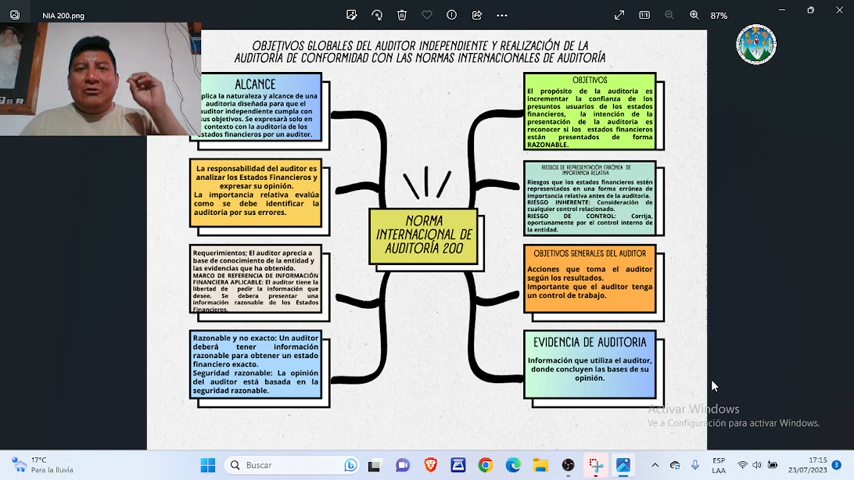 NIA 200.png
87%
OBJETIVOS GLOBALES DEL AUDITOR INDEPENDIENTE Y REALIZACIÓN DE LA
AUDITORÍA DE CONFORMIDAD CON LAS NORMAS INTERNACIONALES DE AUDITORÍA
ALCANCE
plica la naturaleza y alcance de una
auditoría diseñada para que el
auditor independiente cumpla con
sus objetivos. Se expresará solo en
contexto con la auditoría de los
estados financieros por un auditor.
La responsabilidad del auditor es
analizar los Estados Financieros y
expresar su opinión.
La importancia relativa evalúa
como se debe identificar la
auditoría por sus errores.
Requerimientos; El auditor aprecia a
base de conocimiento de la entidad y
las evidencias que ha obtenido.
MARCO DE REFERENCIA DE INFORMACIÓN
FINANCIERA APLICABLE: El auditor tiene la
libertad de pedir la información que
desee. Se debera presentar una
información razonable de los Estados
Financieros.
Razonable y no exacto: Un auditor
deberá tener información
razonable para obtener un estado
financiero exacto.
Seguridad razonable: La opinión
del auditor está basada en la
seguridad razonable.
NORMA
INTERNACIONAL DE
AUDITORÍA 200
OBJETIVOS
El propósito de la auditoria es
incrementar la confianza de los
presuntos usuarios de los estados
financieros, la intención de la
presentación de la auditoria es
reconocer si los estados financieros
están presentados de forma
RAZONABLE.
RIESGOS DE REPRESENTACIÓN ERRÓNEA DE
IMPORTANCIA RELATIVA
Riesgos que los estados financieros estén
representados en una forma errónea de
importancia relativa antes de la auditoría.
RIESGO INHERENTE: Consideración de
cualquier control relacionado.
RIESGO DE CONTROL: Corrija,
oportunamente por el control interno de
la entidad.
OBJETIVOS GENERALES DEL AUDITOR
Acciones que toma el auditor
según los resultados.
Importante que el auditor tenga
un control de trabajo.
EVIDENCIA DE AUDITORIA
Información que utiliza el auditor,
donde concluyen las bases de su
opinión.
Activar Windows
Ve a Configuración para activar Windows.
17°C
Para la lluvia
Buscar
ESP
LAA
17:15
23/07/2023
3